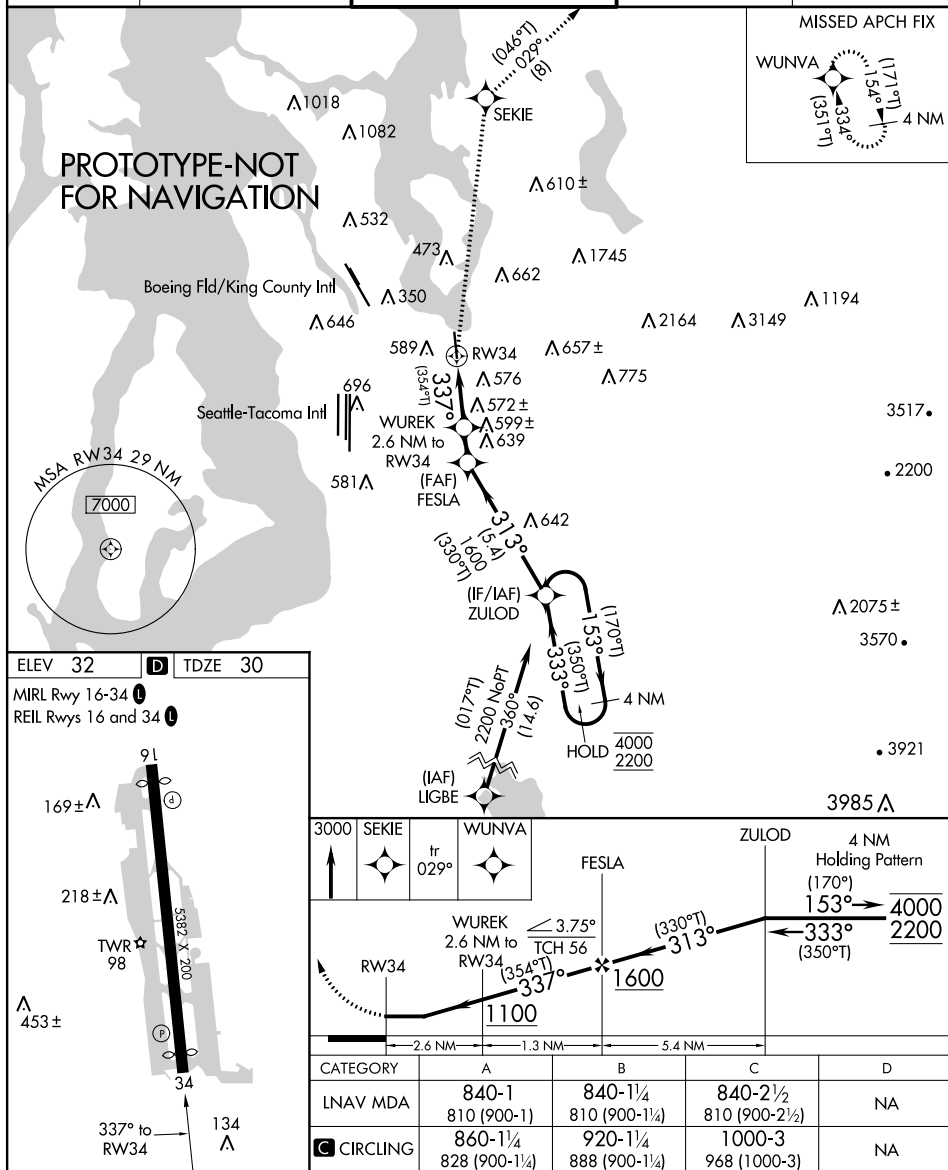 MISSED APCH FIX
WUNVA
(171°T)
154°
334°
(351°T)
4 NM
(046°T)
029°
(8)
SEKIE
1018
1082
PROTOTYPE-NOT
FOR NAVIGATION
610 ±
532
473
662
1745
Boeing Fld/King County Intl
350
646
2164
3149
1194
589
RW34
657 ±
775
576
696
337°
(354°T)
572 ±
599 ±
639
Seattle-Tacoma Intl
WUREK
2.6 NM to
RW34
3517
2200
(FAF)
FESLA
581
MSA RW34 29 NM
7000
313°
(5.4)
1600
(330°T)
642
(IF/IAF)
ZULOD
(170°T)
153°
(350°T)
333°
4 NM
HOLD
4000
2200
2075 ±
3570
3921
3985
(017°T)
2200 NoPT
360°
(14.6)
(IAF)
LIGBE
ELEV 32
D
TDZE 30
MIRL Rwy 16-34 L
REIL Rwys 16 and 34 L
16
P
169 ±
218 ±
5382 X 200
TWR
98
453 ±
P
34
337° to
RW34
134
3000
SEKIE
tr
029°
WUNVA
FESLA
ZULOD
4 NM
Holding Pattern
(170°)
153°
4000
2200
333°
(350°T)
(330°T)
313°
WUREK
2.6 NM to
RW34
3.75°
TCH 56
RW34
(354°T)
337°
1600
1100
2.6 NM
1.3 NM
5.4 NM
CATEGORY A B C D
LNAV MDA 840-1 840-1¼ 840-2½ NA
810 (900-1) 810 (900-1¼) 810 (900-2½)
C CIRCLING 860-1¼ 920-1¼ 1000-3 NA
828 (900-1¼) 888 (900-1¼) 968 (1000-3)